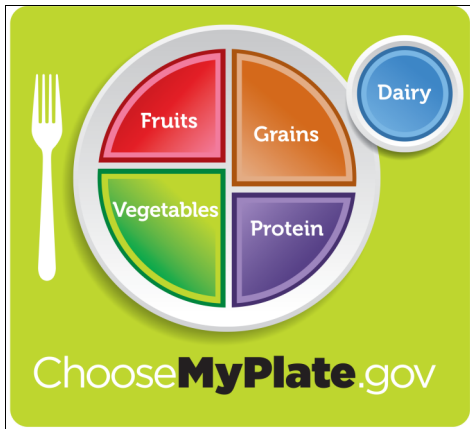 Fruits
Grains
Dairy
Vegetables
Protein
ChooseMyPlate.gov